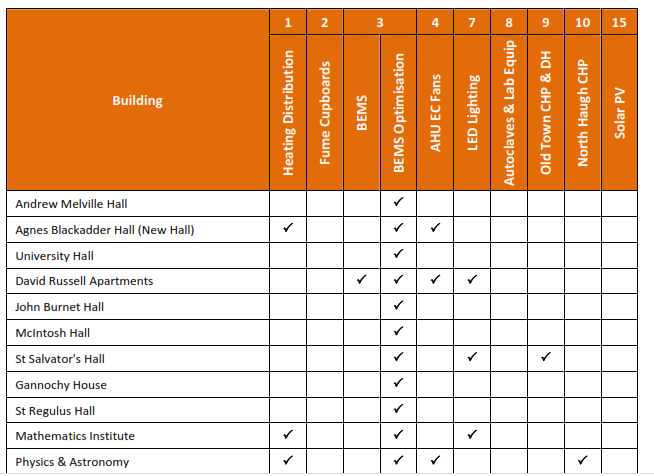 1 2 3 4 7 8 9 10 15
Building Heating Distribution Fume Cupboards BEMS BEMS Optimisation AHU EC Fans LED Lighting Autoclaves & Lab Equip Old Town CHP & DH North Haugh CHP Solar PV
Andrew Melville Hall ✓
Agnes Blackadder Hall (New Hall) ✓ ✓ ✓
University Hall ✓
David Russell Apartments ✓ ✓ ✓ ✓
John Burnet Hall ✓
McIntosh Hall ✓
St Salvator's Hall ✓ ✓ ✓
Gannochy House ✓
St Regulus Hall ✓
Mathematics Institute ✓ ✓ ✓
Physics & Astronomy ✓ ✓ ✓ ✓